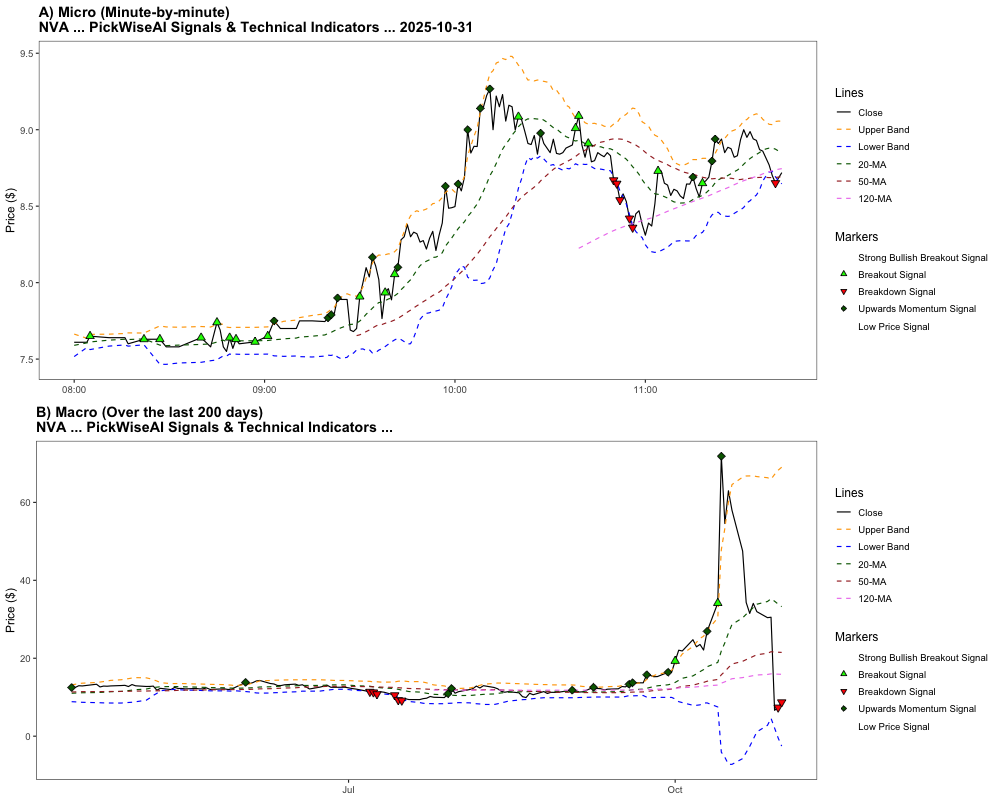 A) Micro (Minute-by-minute)
NVA ... PickWiseAI Signals & Technical Indicators ... 2025-10-31
Price ($)
9.5
9.0
8.5
8.0
7.5
08:00
09:00
10:00
11:00
Lines
Close
Upper Band
Lower Band
20-MA
50-MA
120-MA
Markers
Strong Bullish Breakout Signal
Breakout Signal
Breakdown Signal
Upwards Momentum Signal
Low Price Signal
B) Macro (Over the last 200 days)
NVA ... PickWiseAI Signals & Technical Indicators ...
Price ($)
60
40
20
0
Jul
Oct
Lines
Close
Upper Band
Lower Band
20-MA
50-MA
120-MA
Markers
Strong Bullish Breakout Signal
Breakout Signal
Breakdown Signal
Upwards Momentum Signal
Low Price Signal